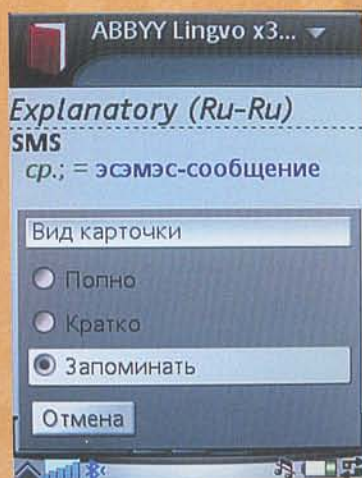 ABBYY Lingvo x3...
Explanatory (Ru-Ru)
SMS
ср.; = эсэмэс-сообщение
Вид карточки
Полно
Кратко
Запоминать
Отмена